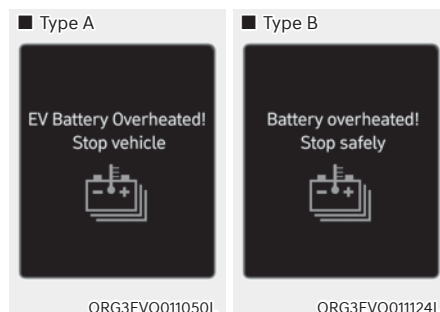 ■ Type A
EV Battery Overheated!
Stop vehicle
ORG3EVQ011050L
■ Type B
Battery overheated!
Stop safely
ORG3EVQ011124L